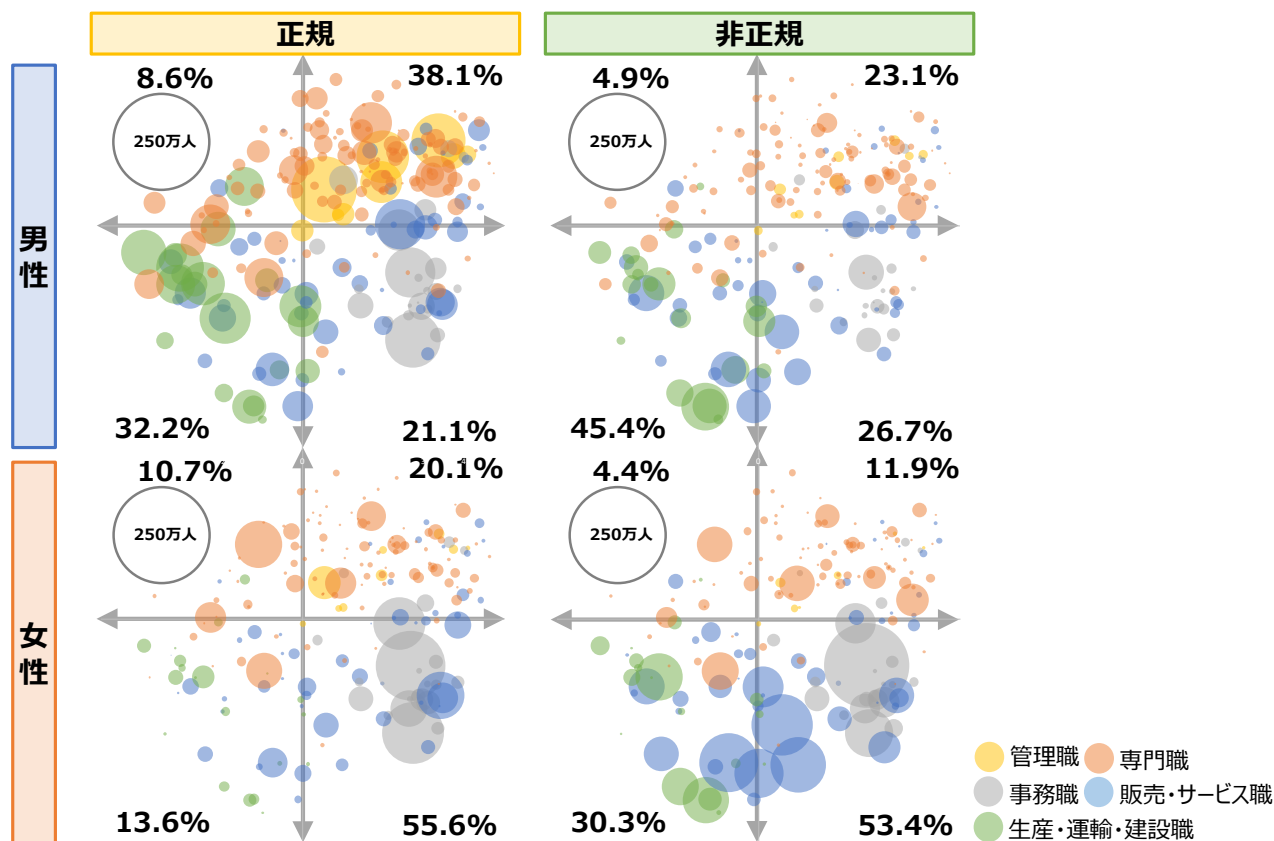 正規
非正規
男性
8.6%
38.1%
250万人
32.2%
21.1%
4.9%
23.1%
250万人
45.4%
26.7%
女性
10.7%
20.1%
250万人
13.6%
55.6%
4.4%
11.9%
250万人
30.3%
53.4%
管理職
専門職
事務職
販売・サービス職
生産・運輸・建設職